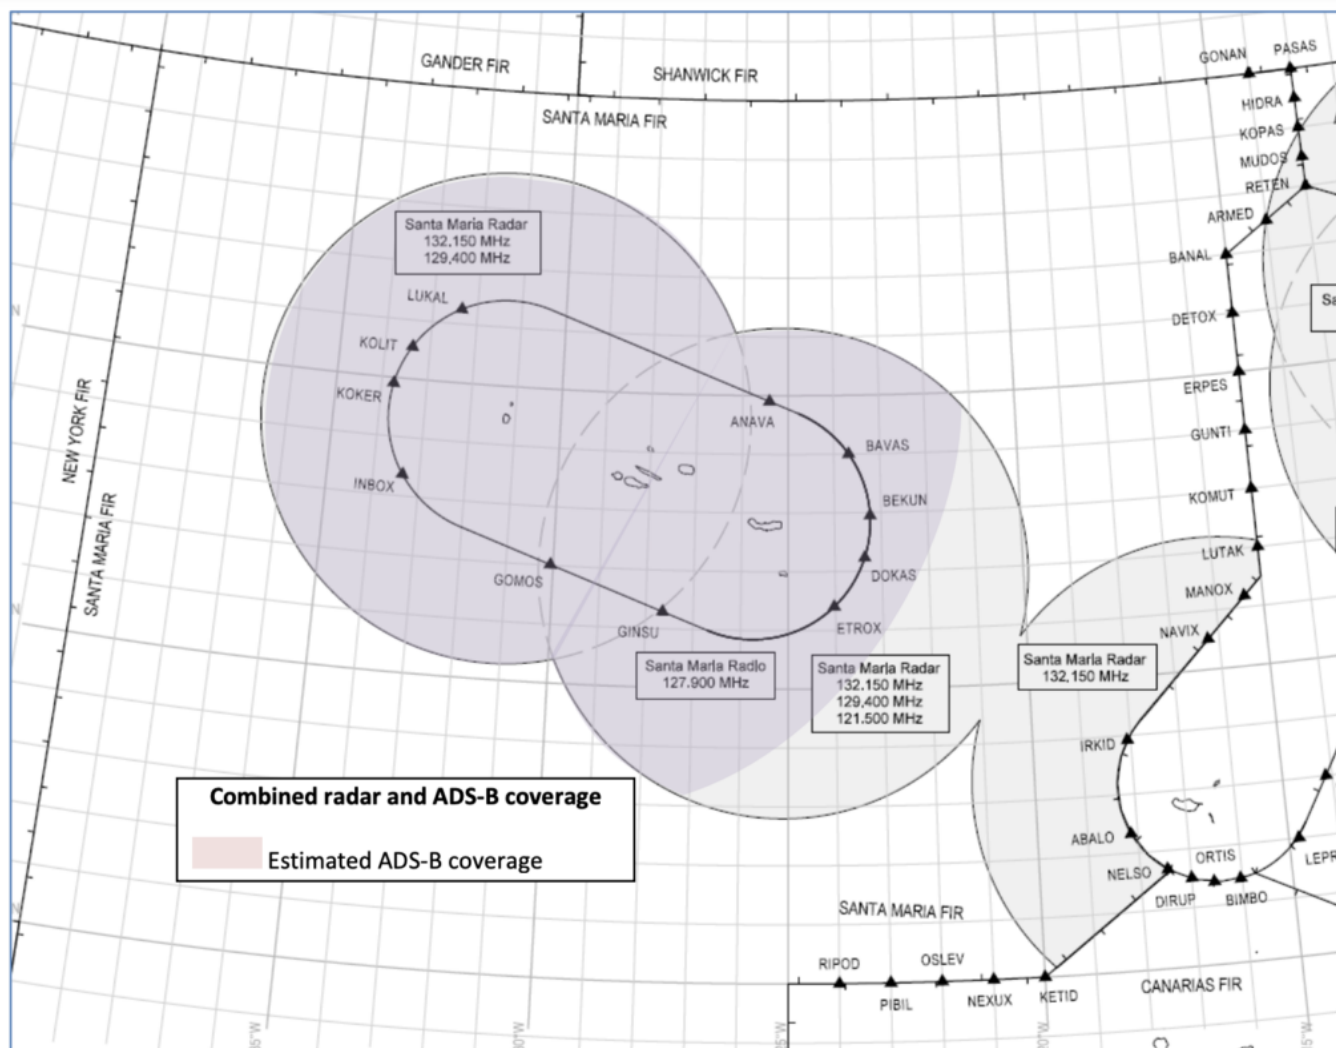 GANDER FIR
SHANWICK FIR
SANTA MARIA FIR
GONAN
PASAS
HIDRA
KOPAS
MUDOS
RETEN
ARMED
BANAL
DETOX
ERPES
GUNTI
KOMUT
LUTAK
MANOX
NAVIX
IRKID
ABALO
NELSO
DIRUP
ORTIS
BIMBO
LEPR
Santa Maria Radar
132.150 MHz
129,400 MHz
LUKAL
KOLIT
KOKER
INBOX
GOMOS
GINSU
ANAVA
BAVAS
BEKUN
DOKAS
ETROX
NEW YORK FIR
SANTA MARIA FIR
Santa Maria Radio
127.900 MHz
Santa Maria Radar
132.150 MHz
129,400 MHz
121.500 MHz
Santa Maria Radar
132,150 MHz
Sa
Combined radar and ADS-B coverage
Estimated ADS-B coverage
SANTA MARIA FIR
RIPOD
PIBIL
OSLEV
NEXUX
KETID
CANARIAS FIR